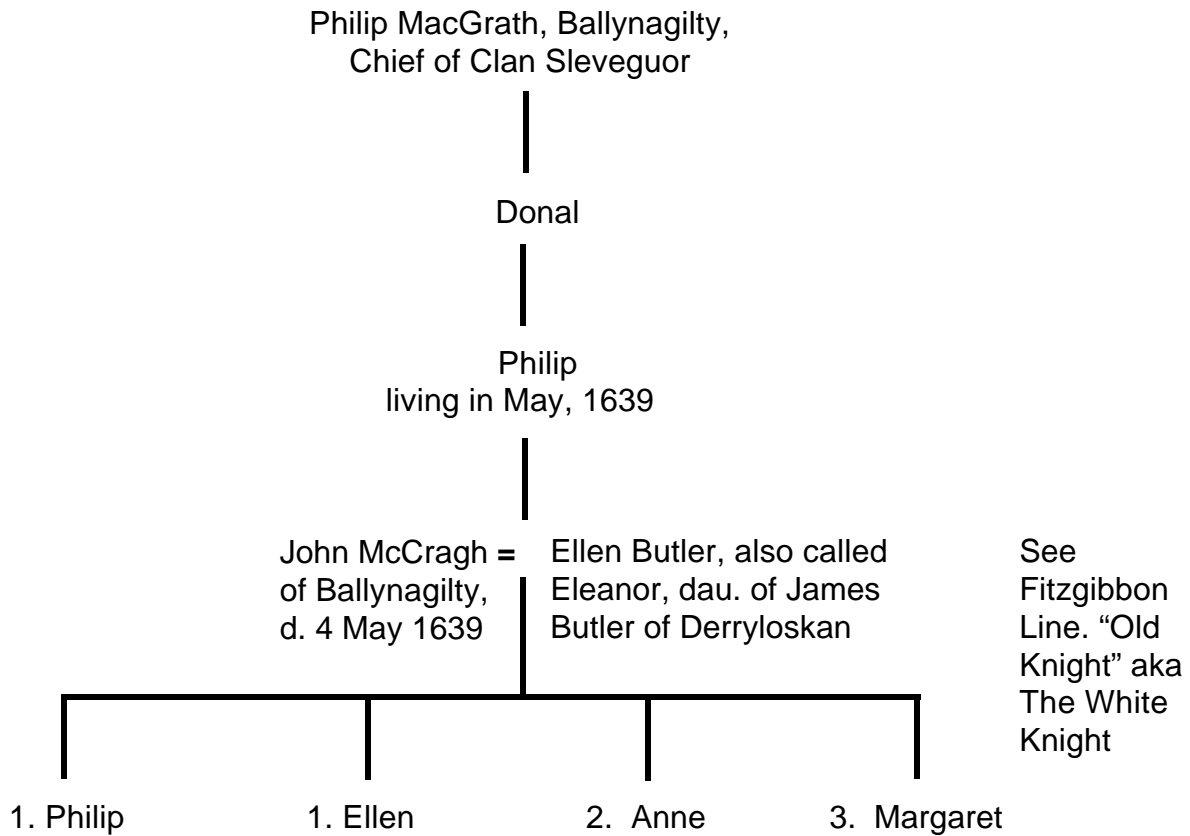 Philip MacGrath, Ballynagilty,
Chief of Clan Sleveguor
Donal
Philip
living in May, 1639
John McCragh =
of Ballynagilty,
d. 4 May 1639
Ellen Butler, also called
Eleanor, dau. of James
Butler of Derryloskan
See
Fitzgibbon
Line. “Old
Knight” aka
The White
Knight
1. Philip
1. Ellen
2. Anne
3. Margaret